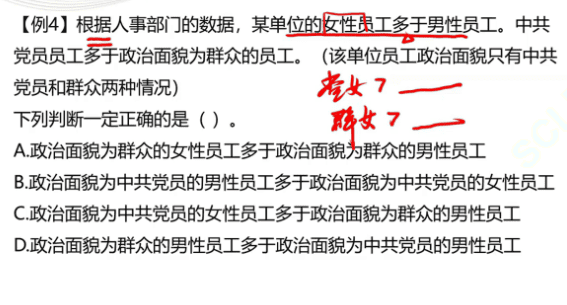 【例4】根据人事部门的数据，某单位的女性员工多于男性员工。中共
党员员工多于政治面貌为群众的员工。（该单位员工政治面貌只有中共
党员和群众两种情况）
党女7
群女7
下列判断一定正确的是（ ）。
A.政治面貌为群众的女性员工多于政治面貌为群众的男性员工
B.政治面貌为中共党员的男性员工多于政治面貌为中共党员的女性员工
C.政治面貌为中共党员的女性员工多于政治面貌为群众的男性员工
D.政治面貌为群众的男性员工多于政治面貌为中共党员的男性员工